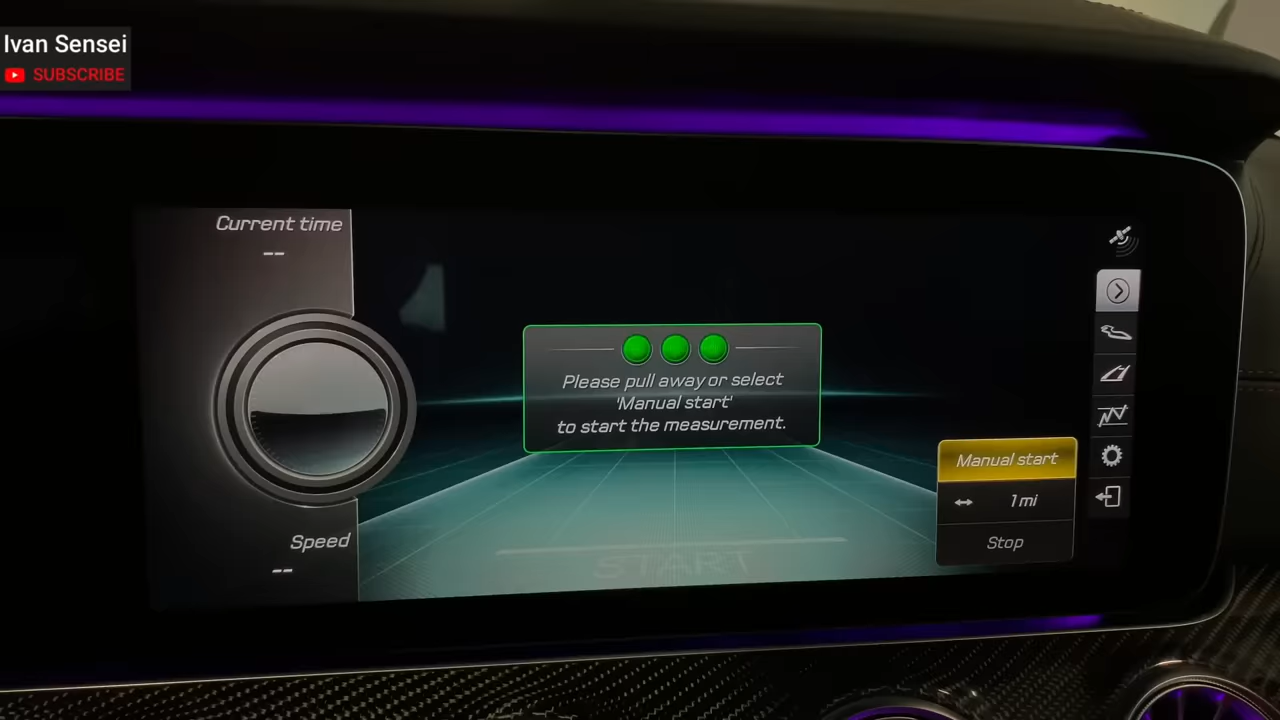 Ivan Sensei
SUBSCRIBE
Current time
--
Please pull away or select
'Manual start'
to start the measurement.
Manual start
1 mi
Stop
Speed
--
START